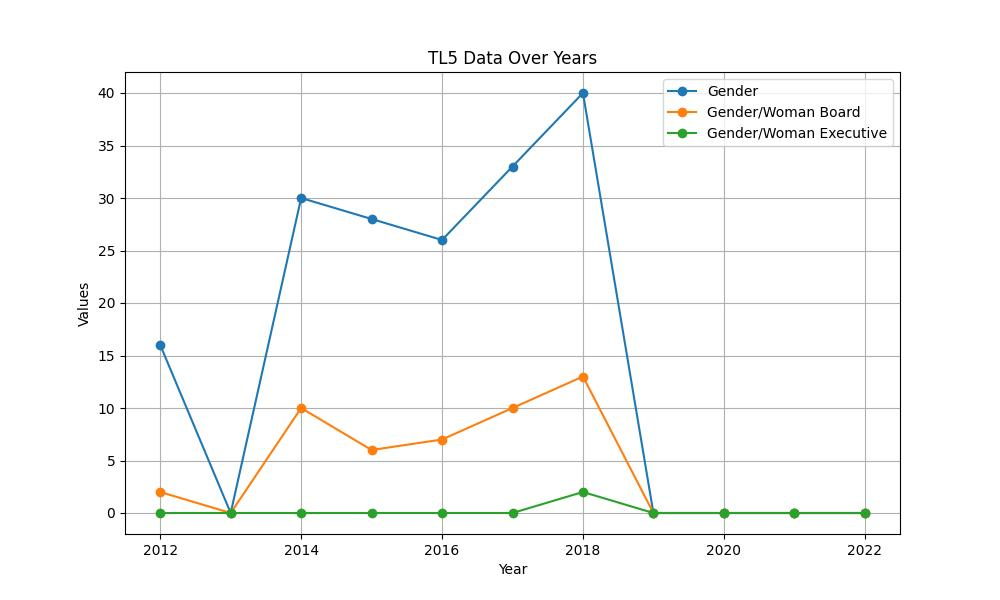 TL5 Data Over Years
Gender
Gender/Woman Board
Gender/Woman Executive
Values
40
35
30
25
20
15
10
5
0
2012
2014
2016
2018
2020
2022
Year